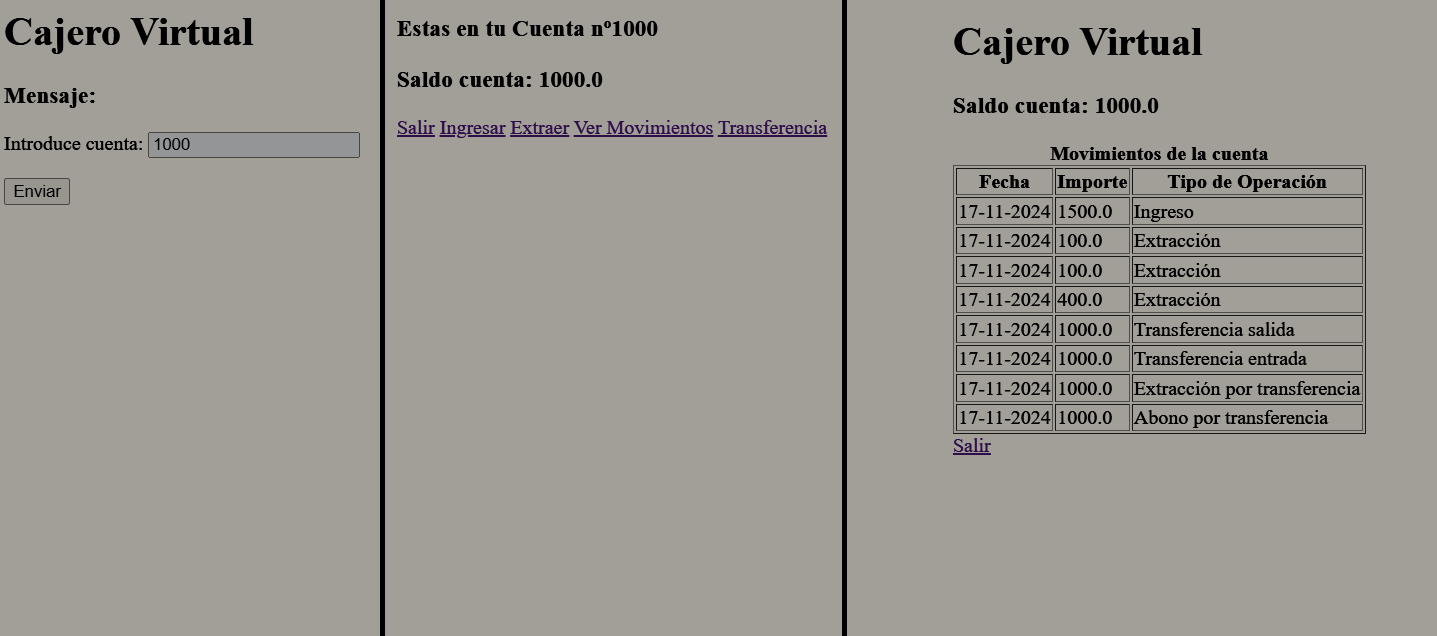 Cajero Virtual
Mensaje:
Introduce cuenta: 1000
Enviar
Estas en tu Cuenta nº1000
Saldo cuenta: 1000.0
Salir Ingresar Extraer Ver Movimientos Transferencia
Cajero Virtual
Saldo cuenta: 1000.0
Movimientos de la cuenta
Fecha Importe Tipo de Operación
17-11-2024 1500.0 Ingreso
17-11-2024 100.0 Extracción
17-11-2024 100.0 Extracción
17-11-2024 400.0 Extracción
17-11-2024 1000.0 Transferencia salida
17-11-2024 1000.0 Transferencia entrada
17-11-2024 1000.0 Extracción por transferencia
17-11-2024 1000.0 Abono por transferencia
Salir